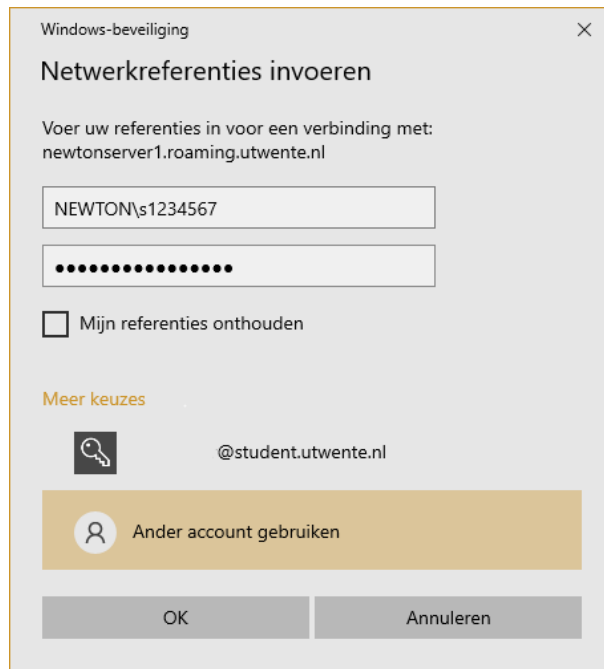 Windows-beveiliging
Netwerkreferenties invoeren
Voer uw referenties in voor een verbinding met:
newtonserver1.roaming.utwente.nl
NEWTON\s1234567
••••••••••••••••
Mijn referenties onthouden
Meer keuzes
@student.utwente.nl
Ander account gebruiken
OK
Annuleren